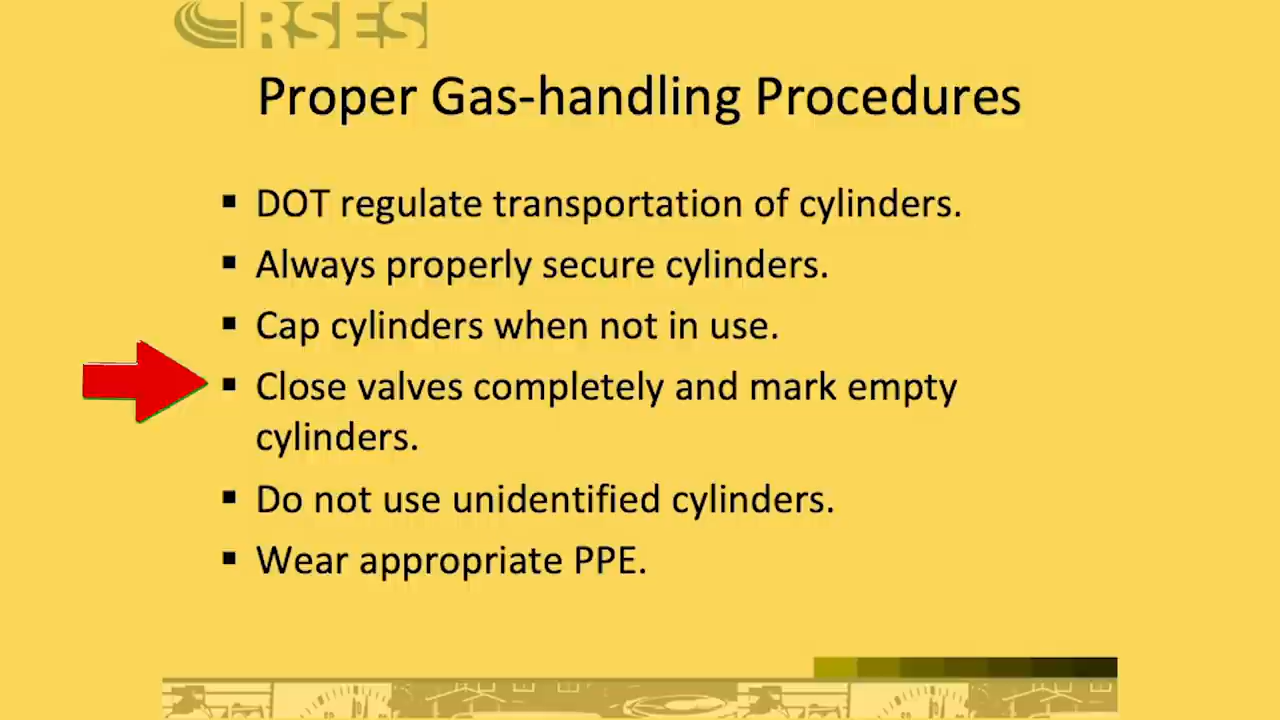 RSES
Proper Gas-handling Procedures
▪ DOT regulate transportation of cylinders.
▪ Always properly secure cylinders.
▪ Cap cylinders when not in use.
▪ Close valves completely and mark empty
cylinders.
▪ Do not use unidentified cylinders.
▪ Wear appropriate PPE.